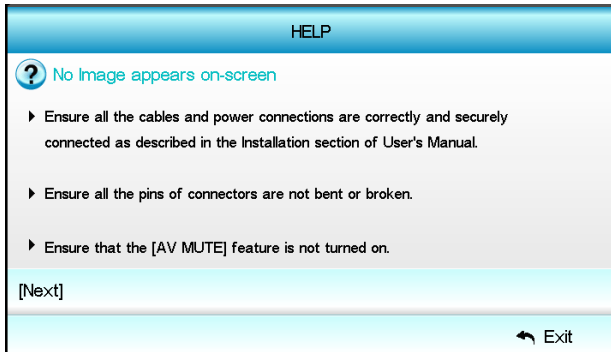 HELP
? No Image appears on-screen
Ensure all the cables and power connections are correctly and securely
connected as described in the Installation section of User's Manual.
Ensure all the pins of connectors are not bent or broken.
Ensure that the [AV MUTE] feature is not turned on.
[Next]
Exit